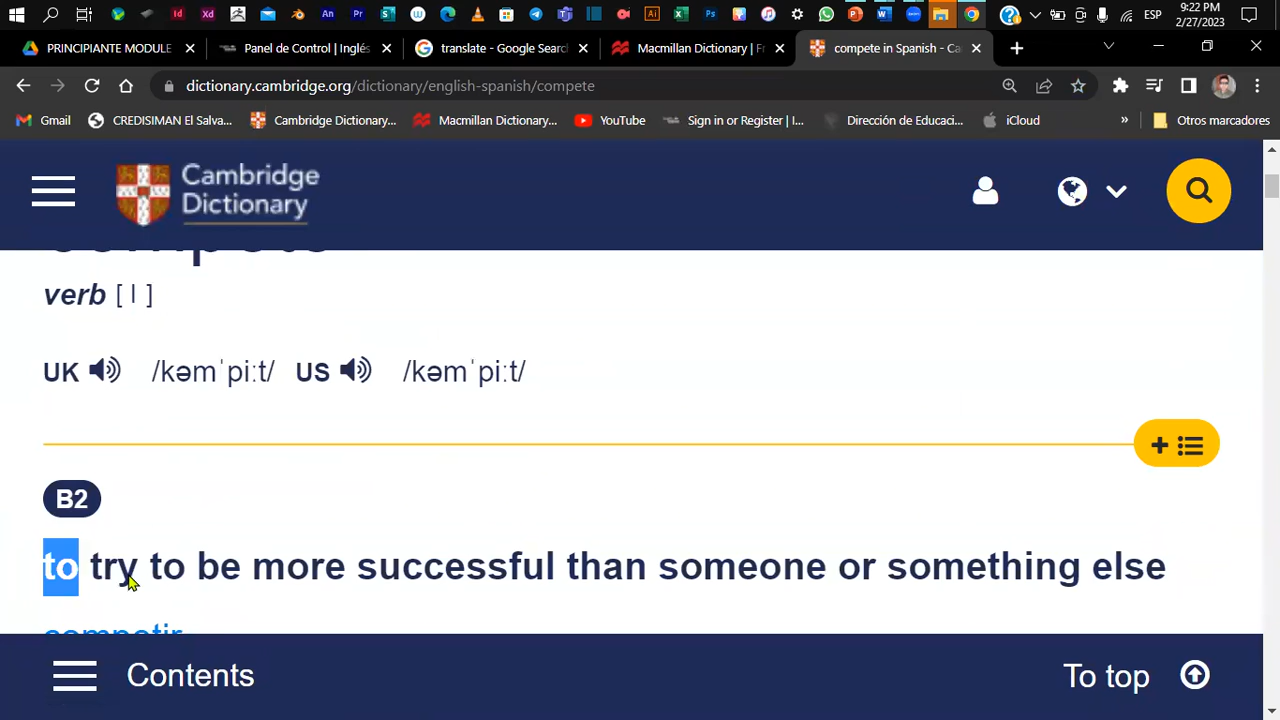 ESP
9:22 PM
2/27/2023
PRINCIPIANTE MODULE
Panel de Control | Inglés
translate - Google Search
Macmillan Dictionary | Fr
compete in Spanish - Ca
dictionary.cambridge.org/dictionary/english-spanish/compete
Gmail
CREDISIMAN El Salva...
Cambridge Dictionary...
Macmillan Dictionary...
YouTube
Sign in or Register | I...
Dirección de Educaci...
iCloud
»
Otros marcadores
Cambridge
Dictionary
compete
verb [ I ]
UK /kəmˈpiːt/ US /kəmˈpiːt/
B2
to try to be more successful than someone or something else
competir
Contents
To top